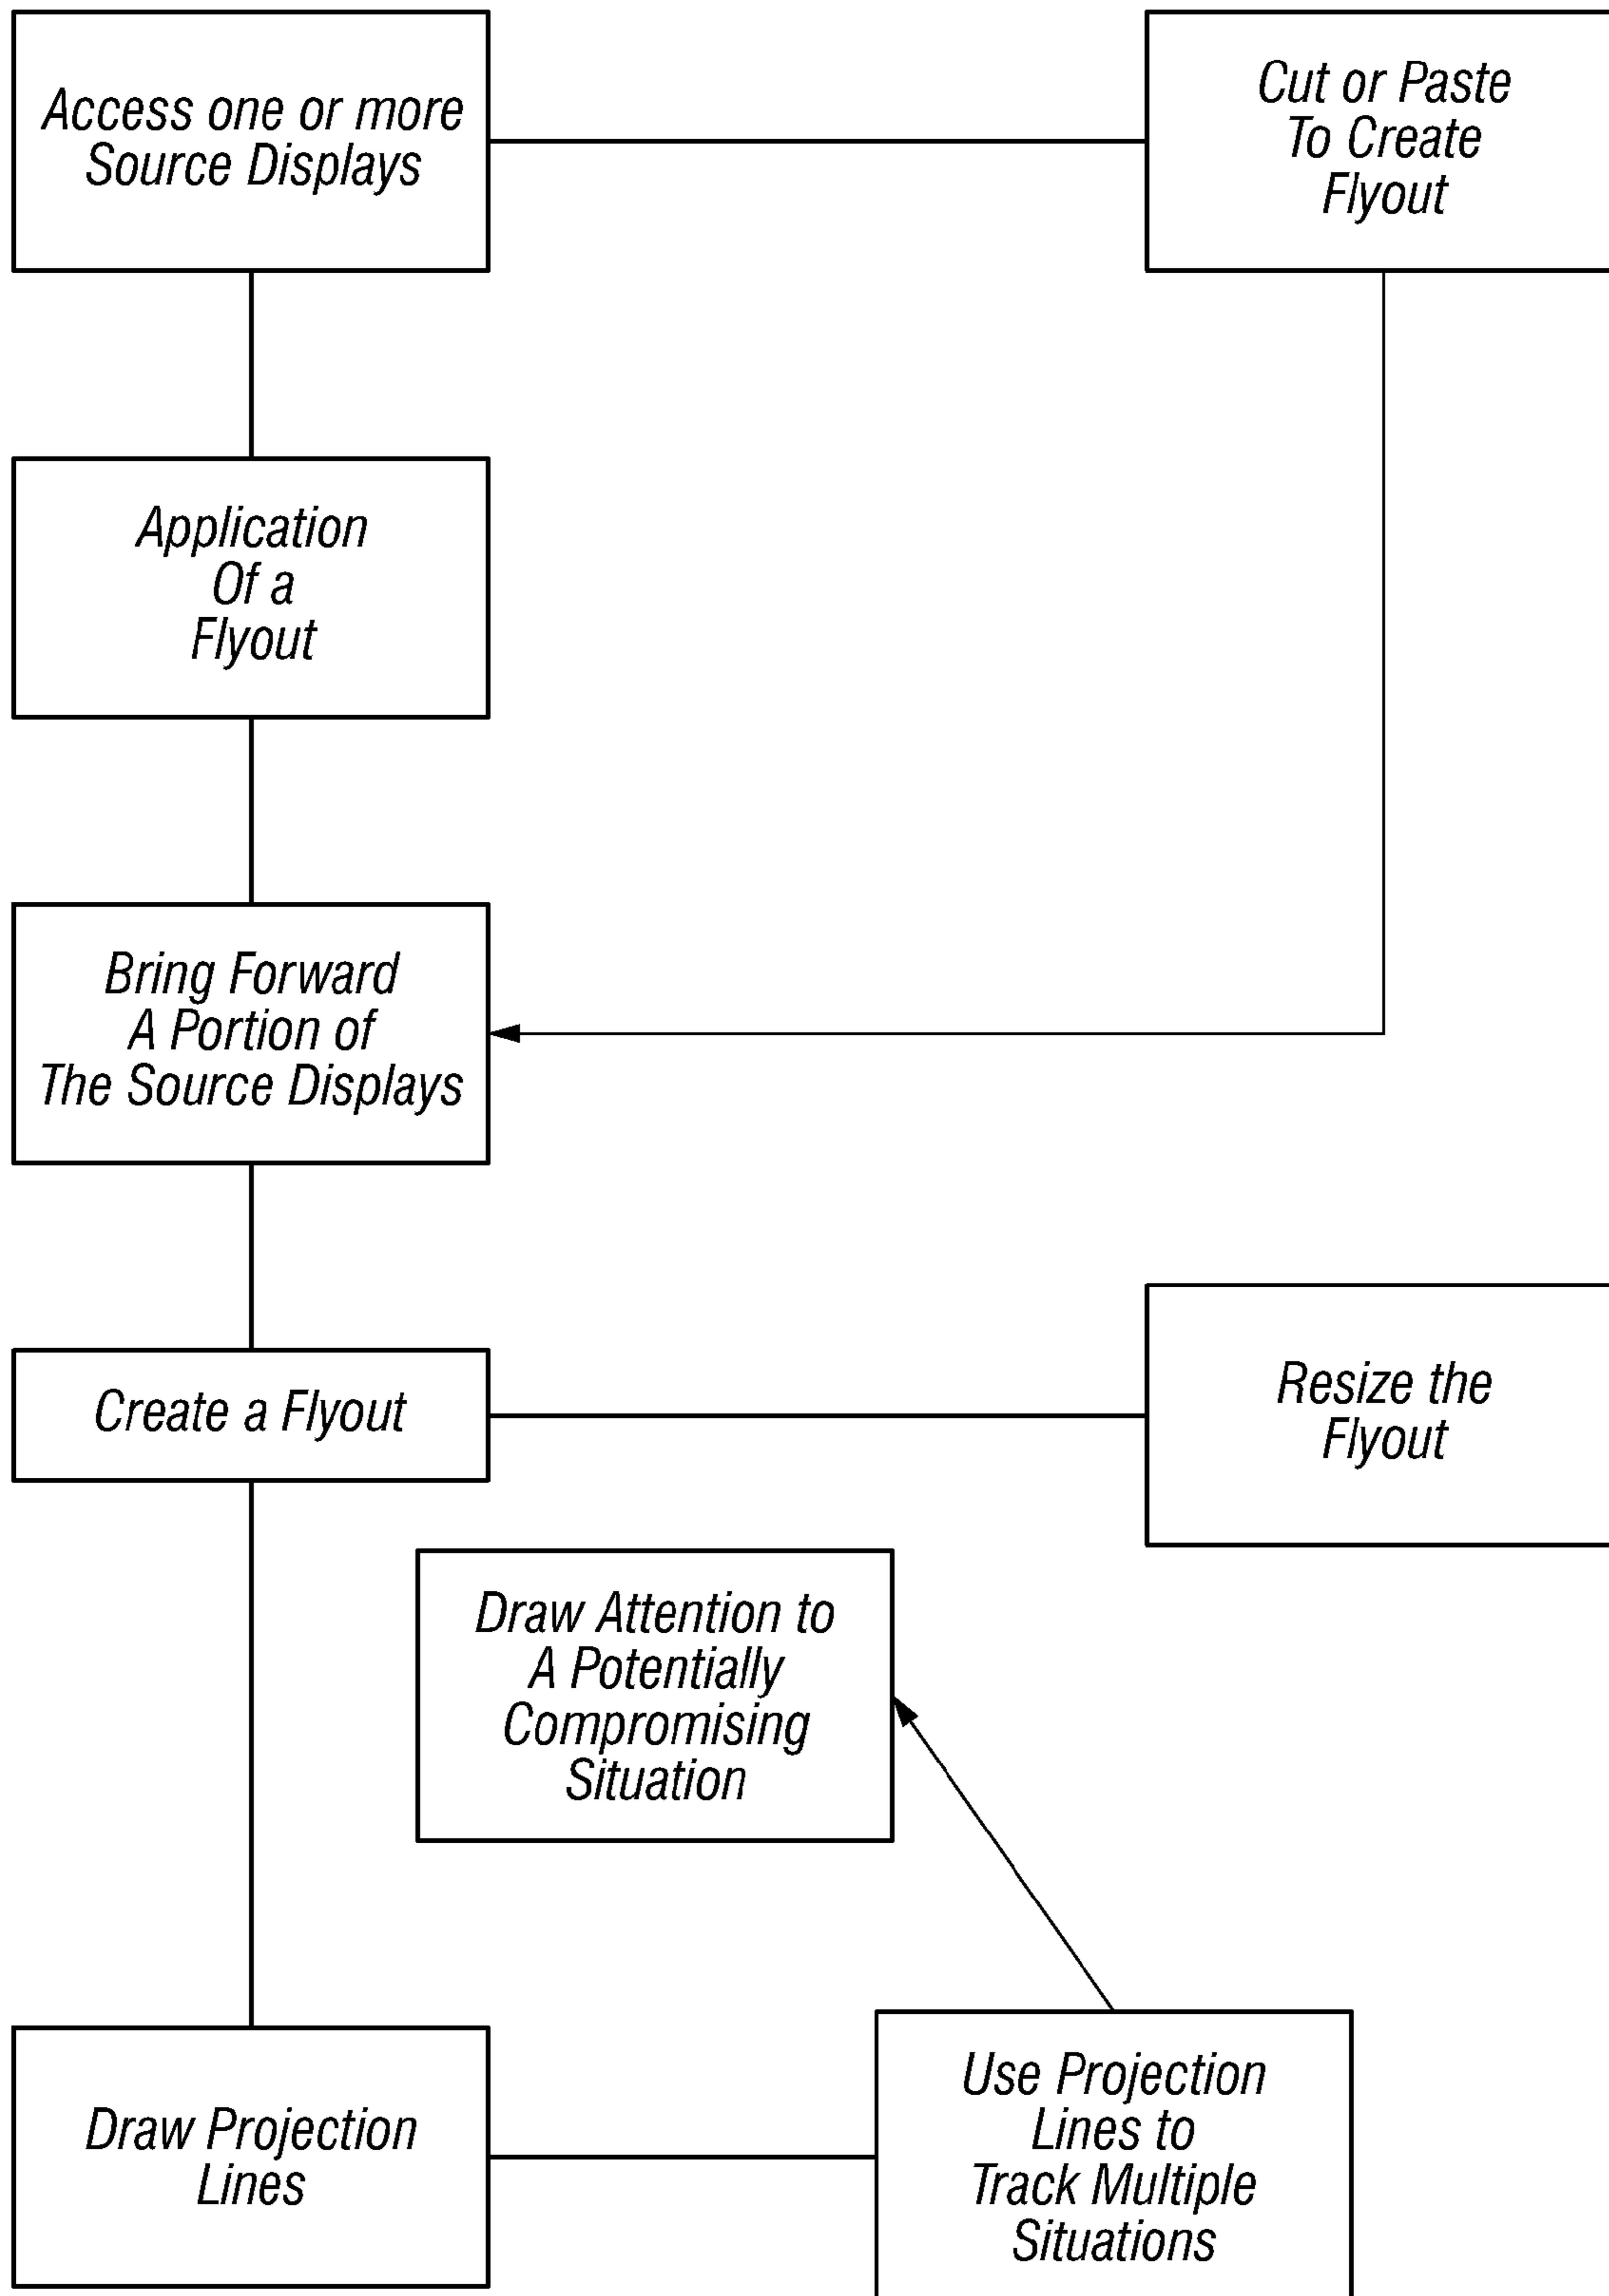 Access one or more
Source Displays
Cut or Paste
To Create
Flyout
Application
Of a
Flyout
Bring Forward
A Portion of
The Source Displays
Create a Flyout
Resize the
Flyout
Draw Attention to
A Potentially
Compromising
Situation
Draw Projection
Lines
Use Projection
Lines to
Track Multiple
Situations